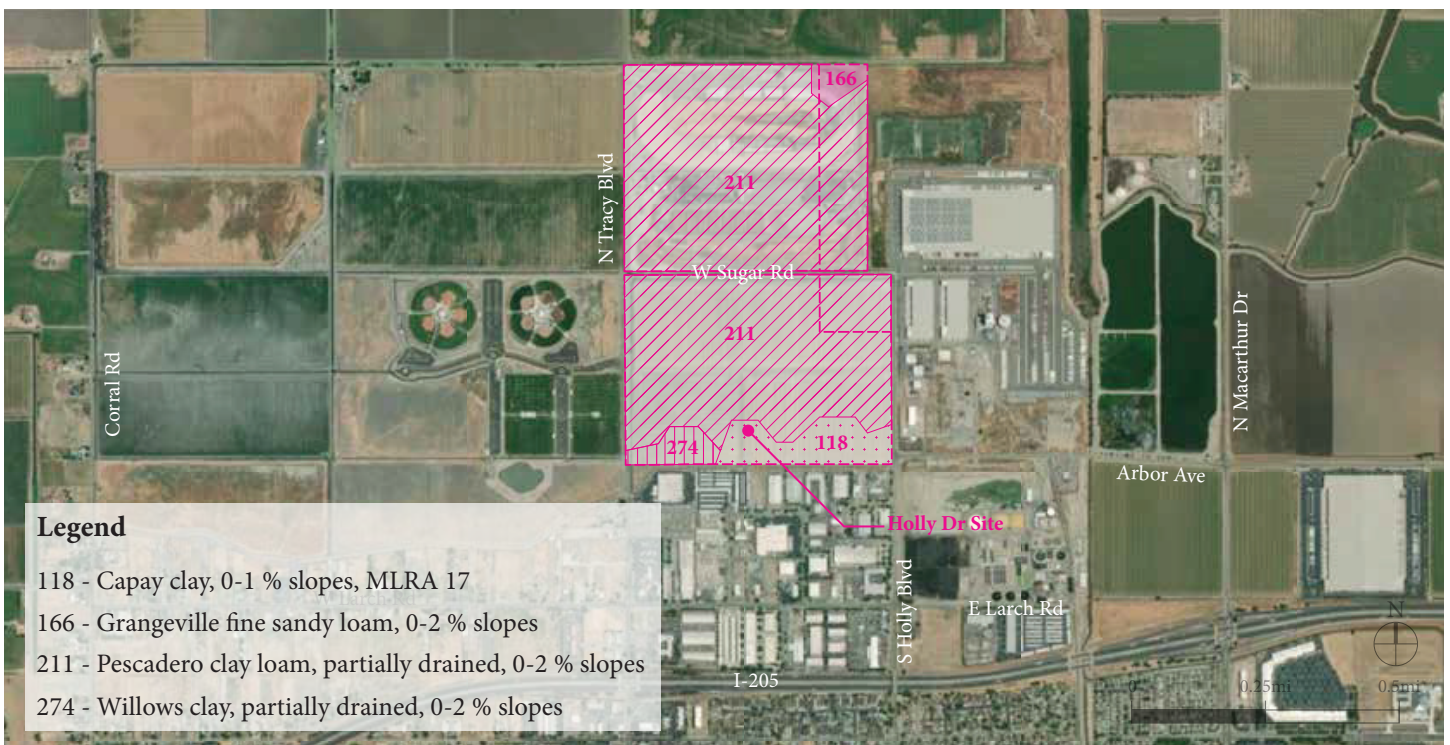 166
211
N Tracy Blvd
W Sugar Rd
211
Corral Rd
N Macarthur Dr
274
118
Arbor Ave
Holly Dr Site
Legend
118 - Capay clay, 0-1 % slopes, MLRA 17
166 - Grangeville fine sandy loam, 0-2 % slopes
211 - Pescadero clay loam, partially drained, 0-2 % slopes
274 - Willows clay, partially drained, 0-2 % slopes
S Holly Blvd
E Larch Rd
I-205
N
0 0.25mi 0.5mi